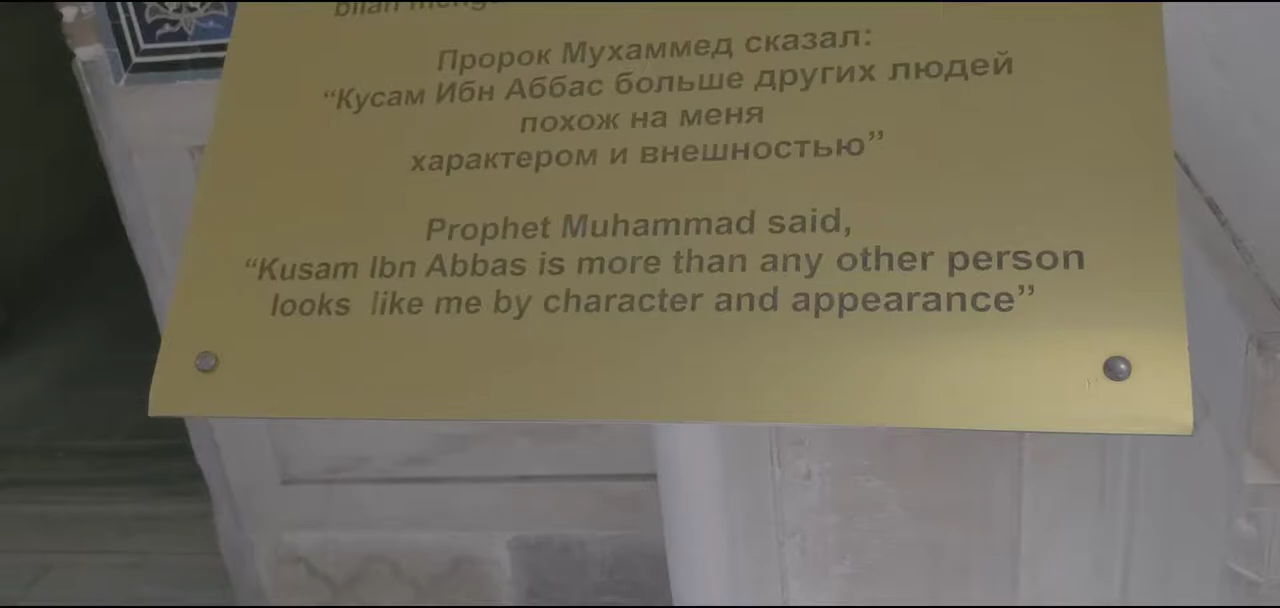 bilan
Пророк Мухаммед сказал:
“Кусам Ибн Аббас больше других людей
похож на меня
характером и внешностью”
Prophet Muhammad said,
“Kusam Ibn Abbas is more than any other person
looks like me by character and appearance”